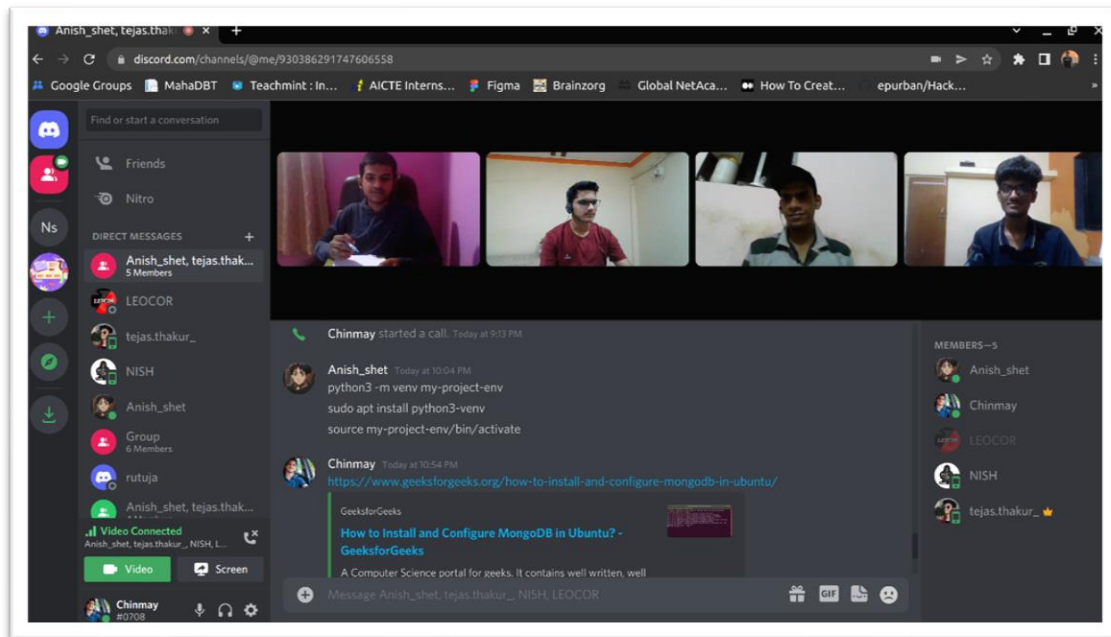 Anish_shet, tejas.thak
discord.com/channels/@me/930386291747606558
Google Groups MahaDBT Teachmint : In... AICTE Interns... Figma Brainzorg Global NetAca... How To Creat... epurban/Hack... »
Find or start a conversation
Friends
Nitro
Ns
DIRECT MESSAGES +
Anish_shet, tejas.thak...
5 Members
LEOCOR
tejas.thakur_
NISH
Anish_shet
Group
6 Members
rutuja
Anish_shet, tejas.thak...
Video Connected
Anish_shet, tejas.thakur_, NISH, L...
Video Screen
Chinmay
#0708
Chinmay started a call. Today at 9:13 PM
Anish_shet Today at 10:04 PM
python3 -m venv my-project-env
sudo apt install python3-venv
source my-project-env/bin/activate
Chinmay Today at 10:54 PM
https://www.geeksforgeeks.org/how-to-install-and-configure-mongodb-in-ubuntu/
GeeksforGeeks
How to Install and Configure MongoDB in Ubuntu? -
GeeksforGeeks
A Computer Science portal for geeks. It contains well written, well
Message Anish_shet, tejas.thakur_, NISH, LEOCOR
GIF
MEMBERS—5
Anish_shet
Chinmay
LEOCOR
NISH
tejas.thakur_